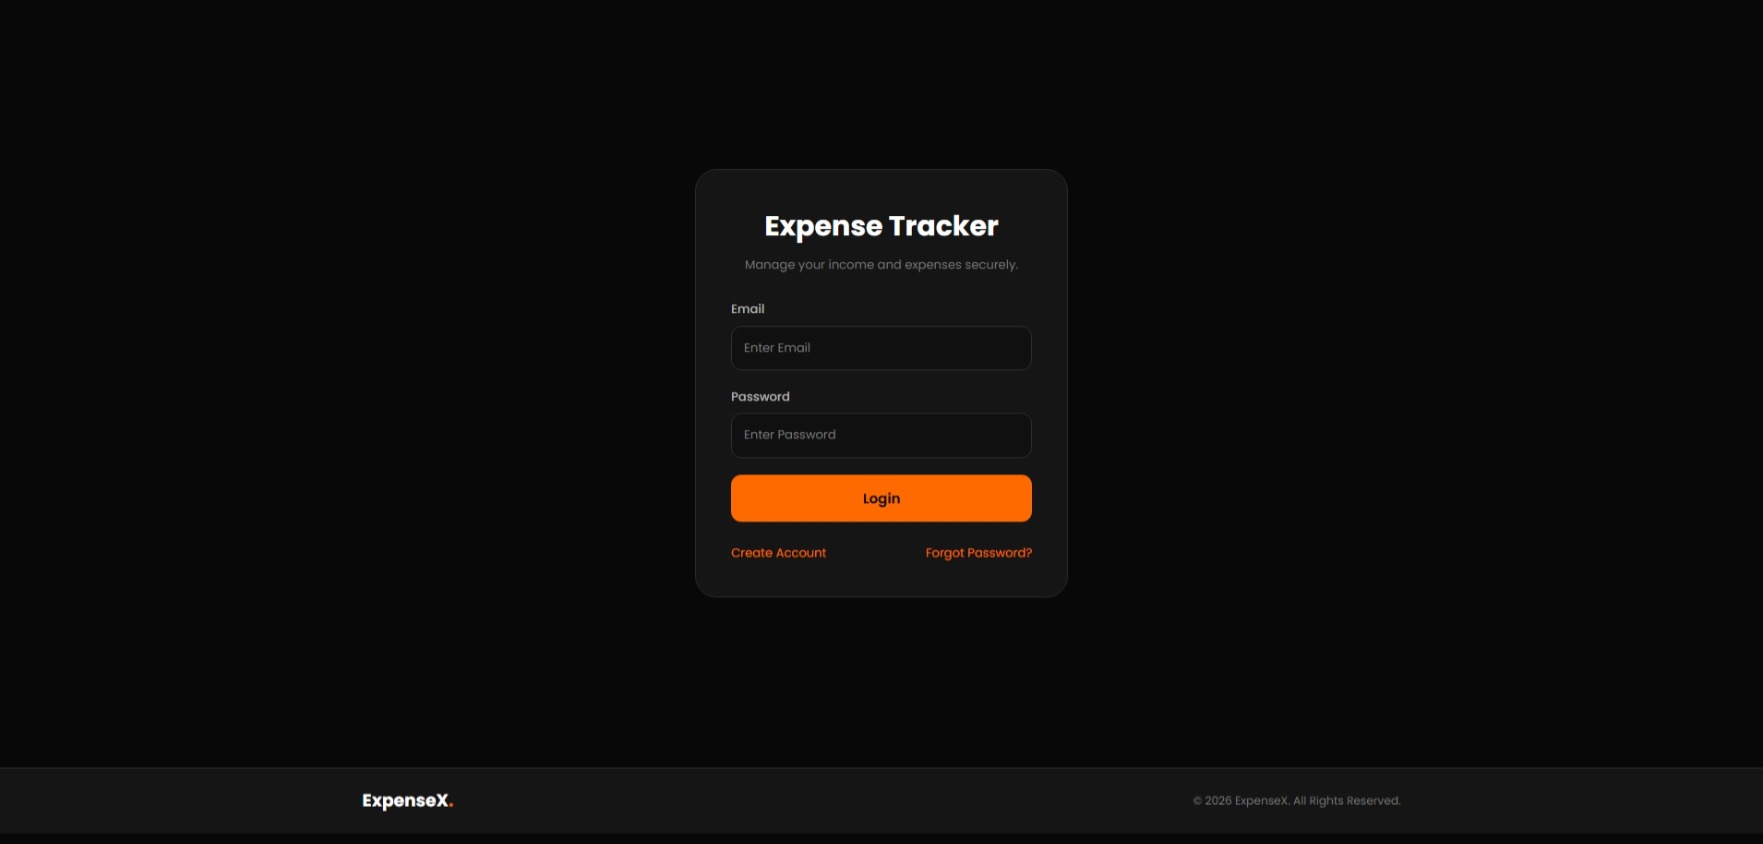 Expense Tracker
Manage your income and expenses securely.
Email
Enter Email
Password
Enter Password
Login
Create Account
Forgot Password?
ExpenseX.
© 2026 ExpenseX. All Rights Reserved.